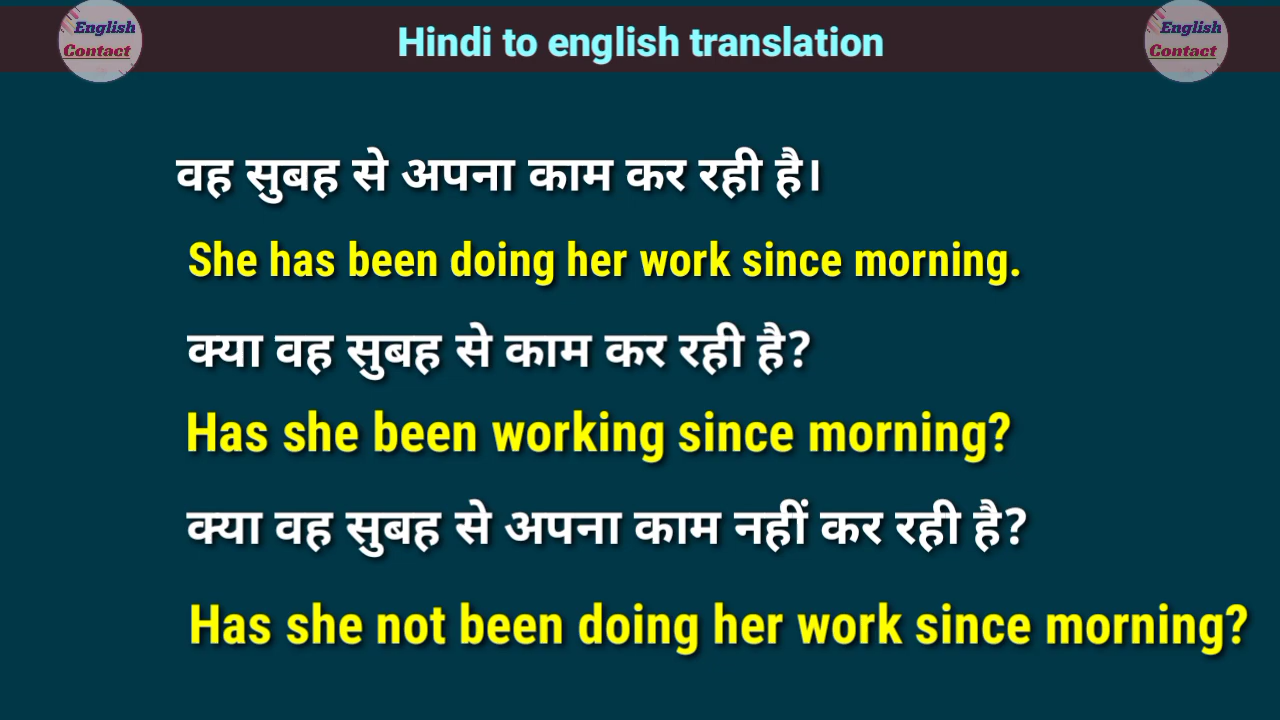 English
Contact
Hindi to english translation
English
Contact
वह सुबह से अपना काम कर रही है।
She has been doing her work since morning.
क्या वह सुबह से काम कर रही है?
Has she been working since morning?
क्या वह सुबह से अपना काम नहीं कर रही है?
Has she not been doing her work since morning?